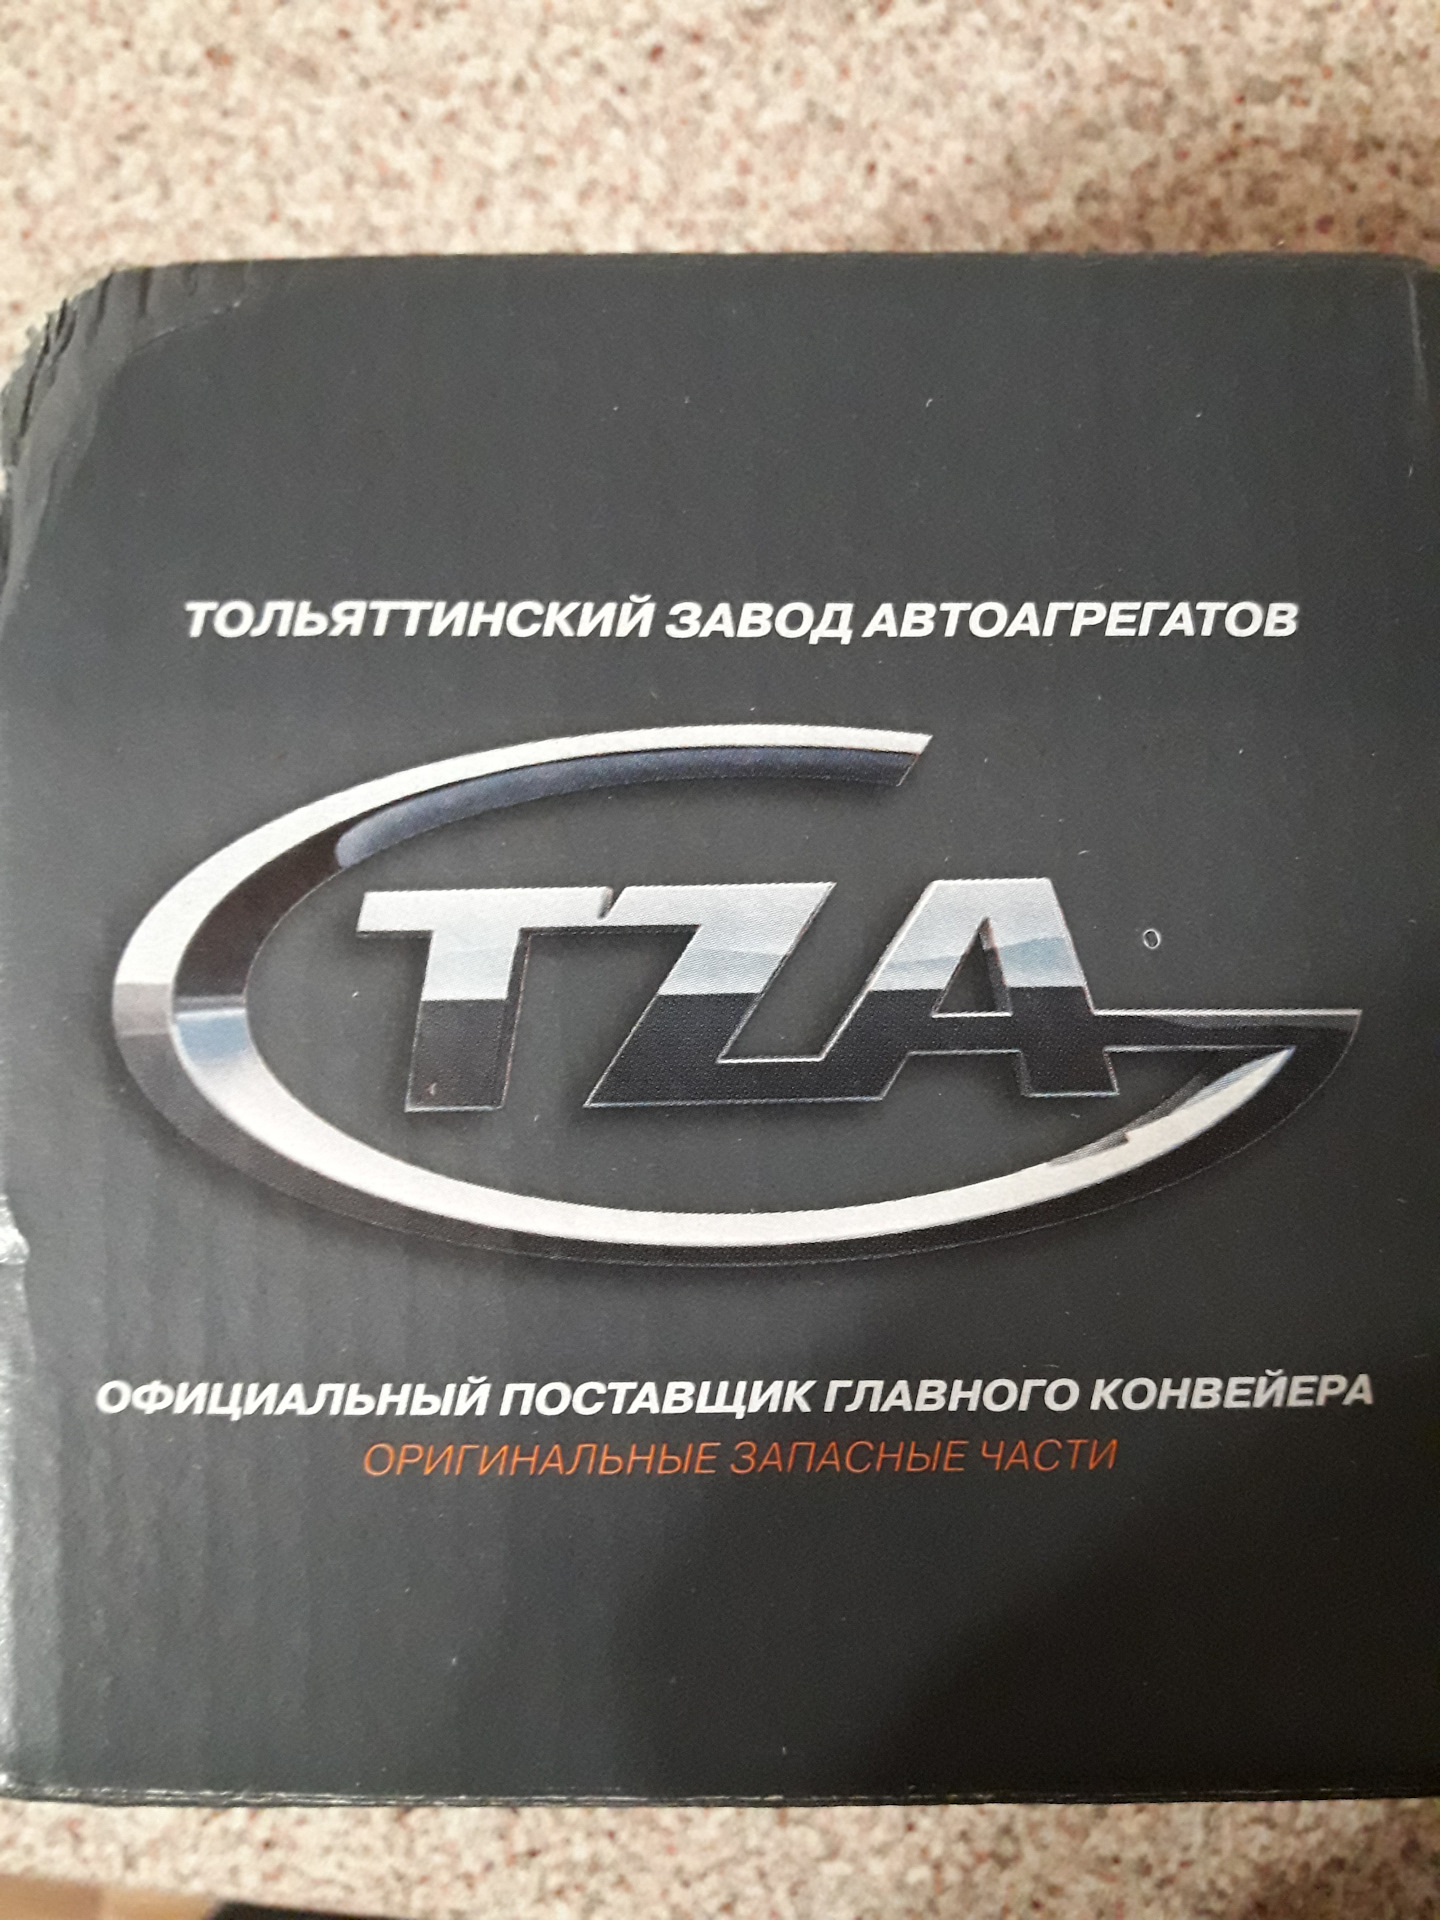 ТОЛЬЯТТИНСКИЙ ЗАВОД АВТОАГРЕГАТОВ
TZA
ОФИЦИАЛЬНЫЙ ПОСТАВЩИК ГЛАВНОГО КОНВЕЙЕРА
ОРИГИНАЛЬНЫЕ ЗАПАСНЫЕ ЧАСТИ